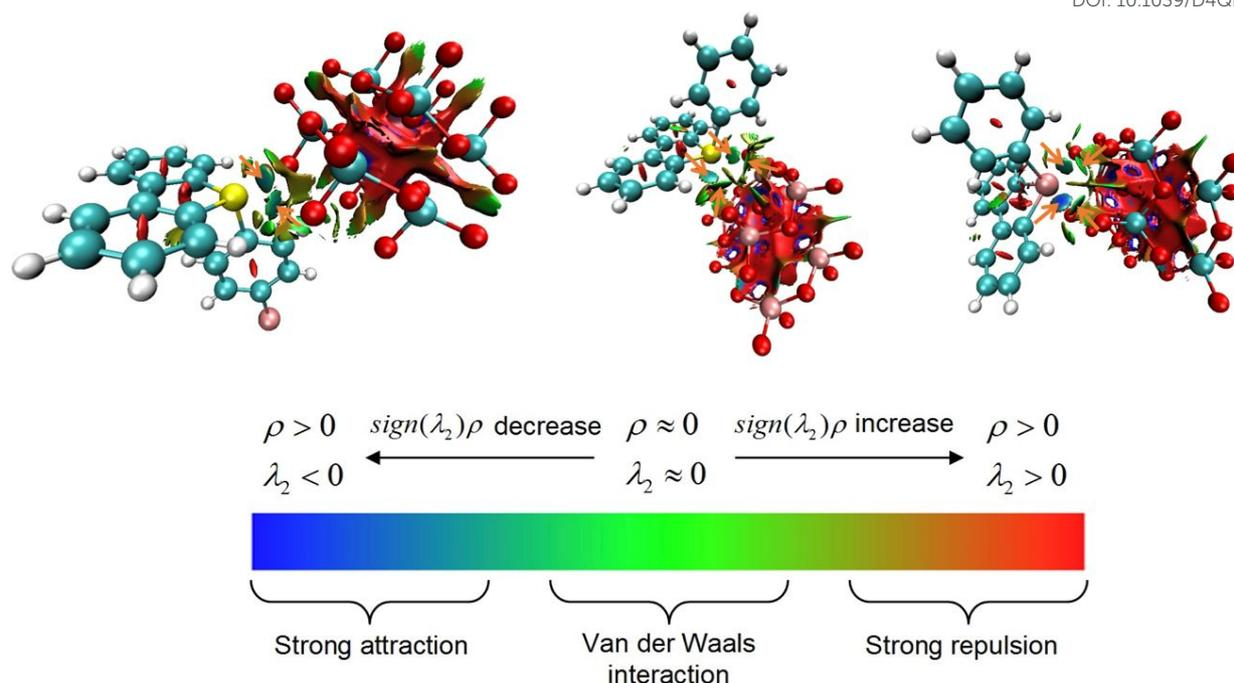 DOI: 10.1039/D4Q
ρ > 0 sign(λ₂)ρ decrease ρ ≈ 0 sign(λ₂)ρ increase ρ > 0
λ₂ < 0 λ₂ ≈ 0 λ₂ > 0
Strong attraction Van der Waals Strong repulsion
interaction